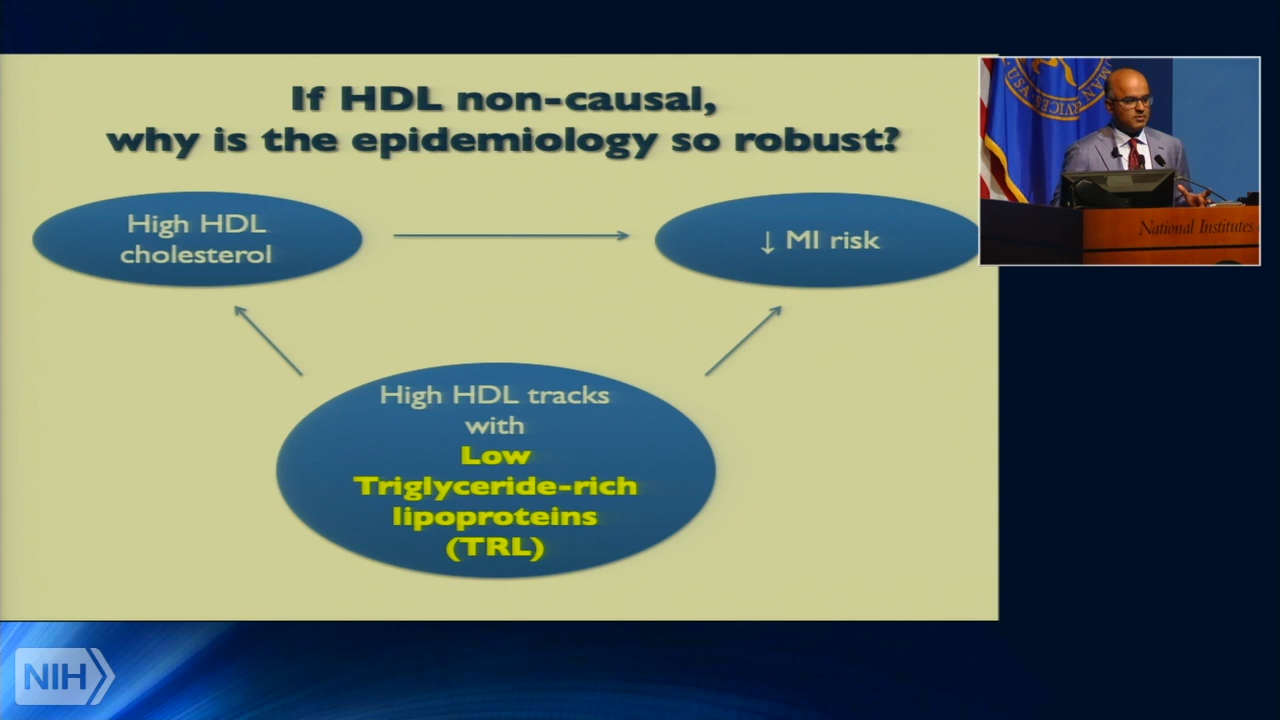 If HDL non-causal,
why is the epidemiology so robust?
High HDL
cholesterol
↓ MI risk
High HDL tracks
with
Low
Triglyceride-rich
lipoproteins
(TRL)
USA
National Institutes
NIH